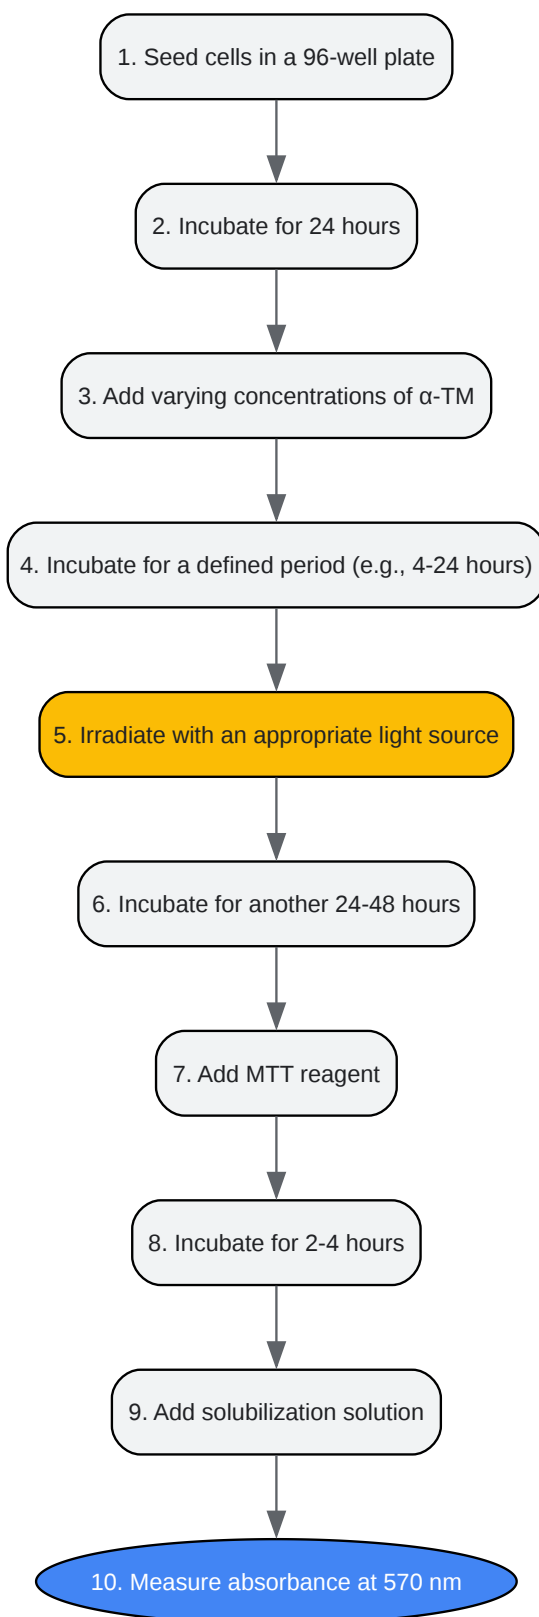 1. Seed cells in a 96-well plate
2. Incubate for 24 hours
3. Add varying concentrations of α-TM
4. Incubate for a defined period (e.g., 4-24 hours)
5. Irradiate with an appropriate light source
6. Incubate for another 24-48 hours
7. Add MTT reagent
8. Incubate for 2-4 hours
9. Add solubilization solution
10. Measure absorbance at 570 nm